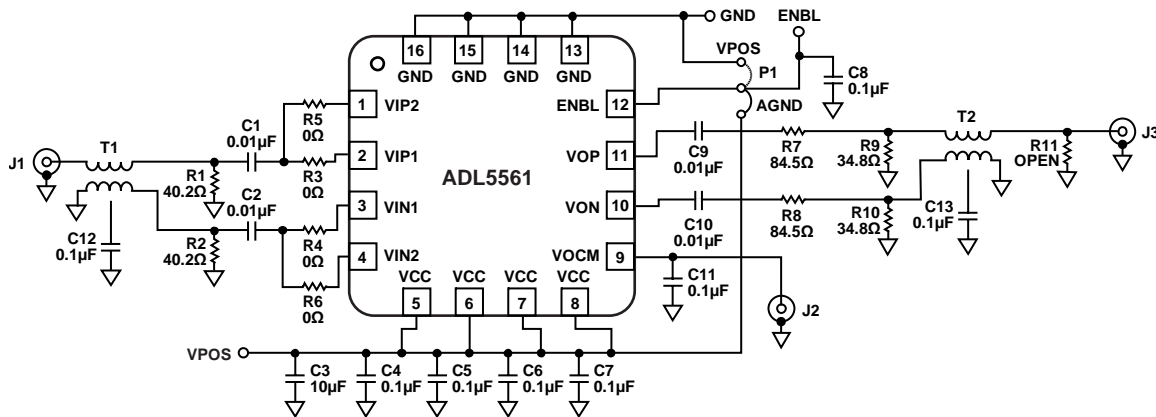 GND
ENBL
16
15
14
13
GND
GND
GND
GND
VPOS
P1
AGND
C8
0.1µF
1
VIP2
ENBL
12
R5
0Ω
C1
0.01µF
T1
J1
2
VIP1
R3
0Ω
R1
40.2Ω
ADL5561
VOP
11
C9
0.01µF
R7
84.5Ω
R9
34.8Ω
T2
R11
OPEN
J3
C2
0.01µF
3
VIN1
R4
0Ω
VON
10
C10
0.01µF
R8
84.5Ω
R10
34.8Ω
C13
0.1µF
C12
0.1µF
R2
40.2Ω
4
VIN2
R6
0Ω
VOCM
9
C11
0.1µF
J2
VCC
VCC
VCC
VCC
5
6
7
8
VPOS
C3
10µF
C4
0.1µF
C5
0.1µF
C6
0.1µF
C7
0.1µF